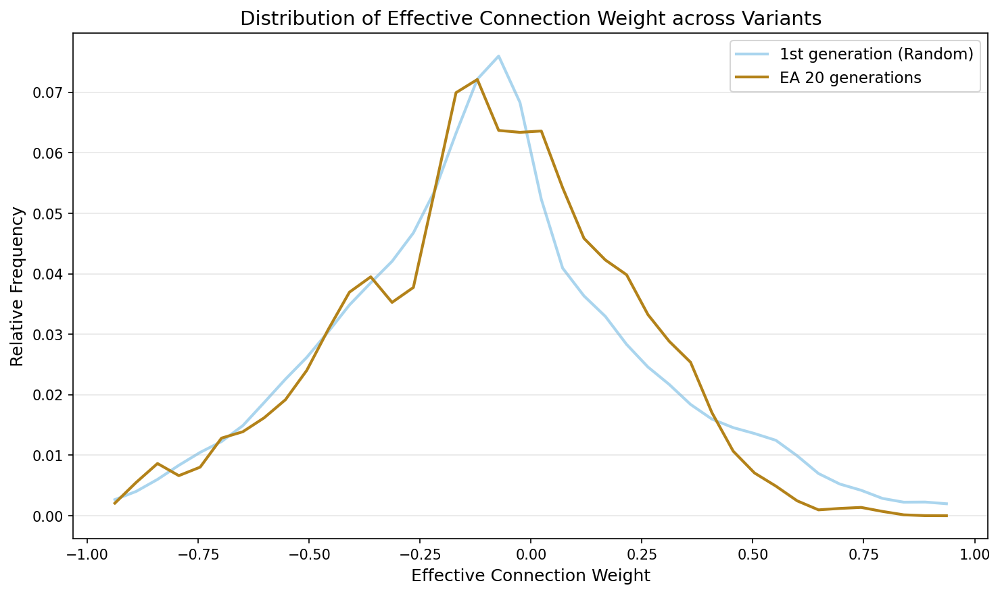 Distribution of Effective Connection Weight across Variants
1st generation (Random)
EA 20 generations
Relative Frequency
0.07
0.06
0.05
0.04
0.03
0.02
0.01
0.00
−1.00 −0.75 −0.50 −0.25 0.00 0.25 0.50 0.75 1.00
Effective Connection Weight